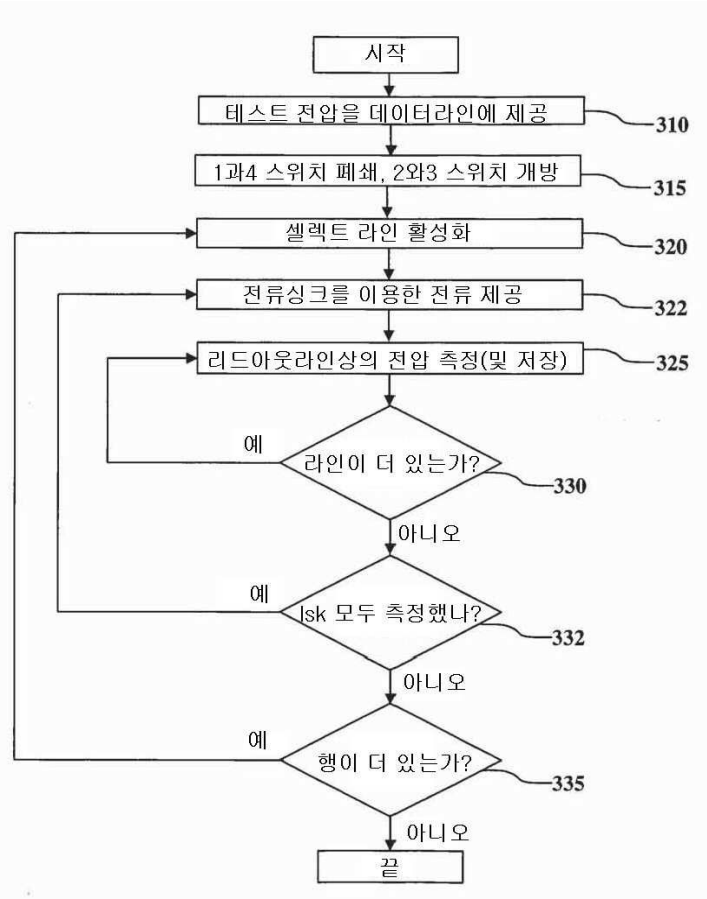 시작
테스트 전압을 데이터라인에 제공
310
1과4 스위치 폐쇄, 2와3 스위치 개방
315
셀렉트 라인 활성화
320
전류싱크를 이용한 전류 제공
322
리드아웃라인상의 전압 측정(및 저장)
325
예
라인이 더 있는가?
330
아니오
예
Isk 모두 측정했나?
332
아니오
예
행이 더 있는가?
335
아니오
끝